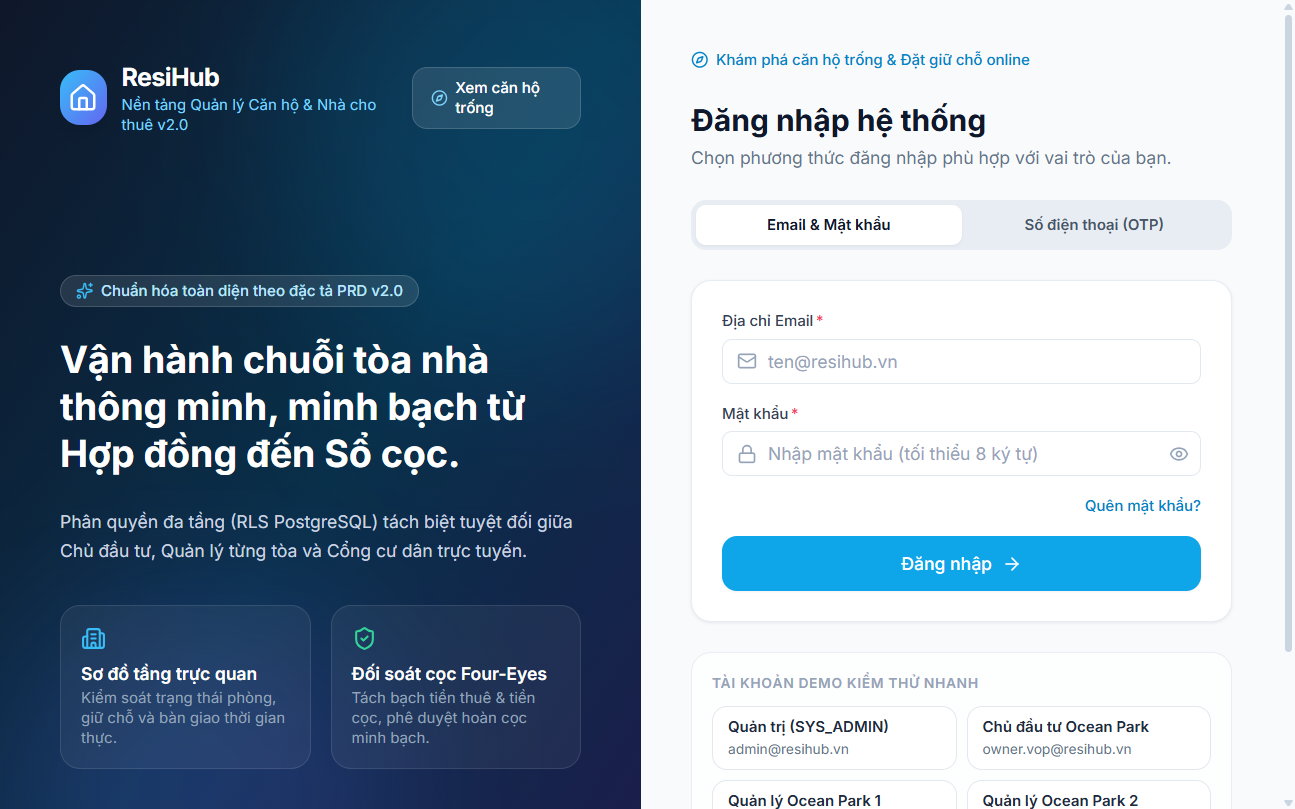 ResiHub
Nền tảng Quản lý Căn hộ & Nhà cho
thuê v2.0
Xem căn hộ
trống
Chuẩn hóa toàn diện theo đặc tả PRD v2.0
Vận hành chuỗi tòa nhà
thông minh, minh bạch từ
Hợp đồng đến Sổ cọc.
Phân quyền đa tầng (RLS PostgreSQL) tách biệt tuyệt đối giữa
Chủ đầu tư, Quản lý từng tòa và Cổng cư dân trực tuyến.
Sơ đồ tầng trực quan
Kiểm soát trạng thái phòng,
giữ chỗ và bàn giao thời gian
thực.
Đối soát cọc Four-Eyes
Tách bạch tiền thuê & tiền
cọc, phê duyệt hoàn cọc
minh bạch.
Khám phá căn hộ trống & Đặt giữ chỗ online
Đăng nhập hệ thống
Chọn phương thức đăng nhập phù hợp với vai trò của bạn.
Email & Mật khẩu
Số điện thoại (OTP)
Địa chỉ Email *
ten@resihub.vn
Mật khẩu *
Nhập mật khẩu (tối thiểu 8 ký tự)
Quên mật khẩu?
Đăng nhập →
TÀI KHOẢN DEMO KIỂM THỬ NHANH
Quản trị (SYS_ADMIN)
admin@resihub.vn
Chủ đầu tư Ocean Park
owner.vop@resihub.vn
Quản lý Ocean Park 1
Quản lý Ocean Park 2